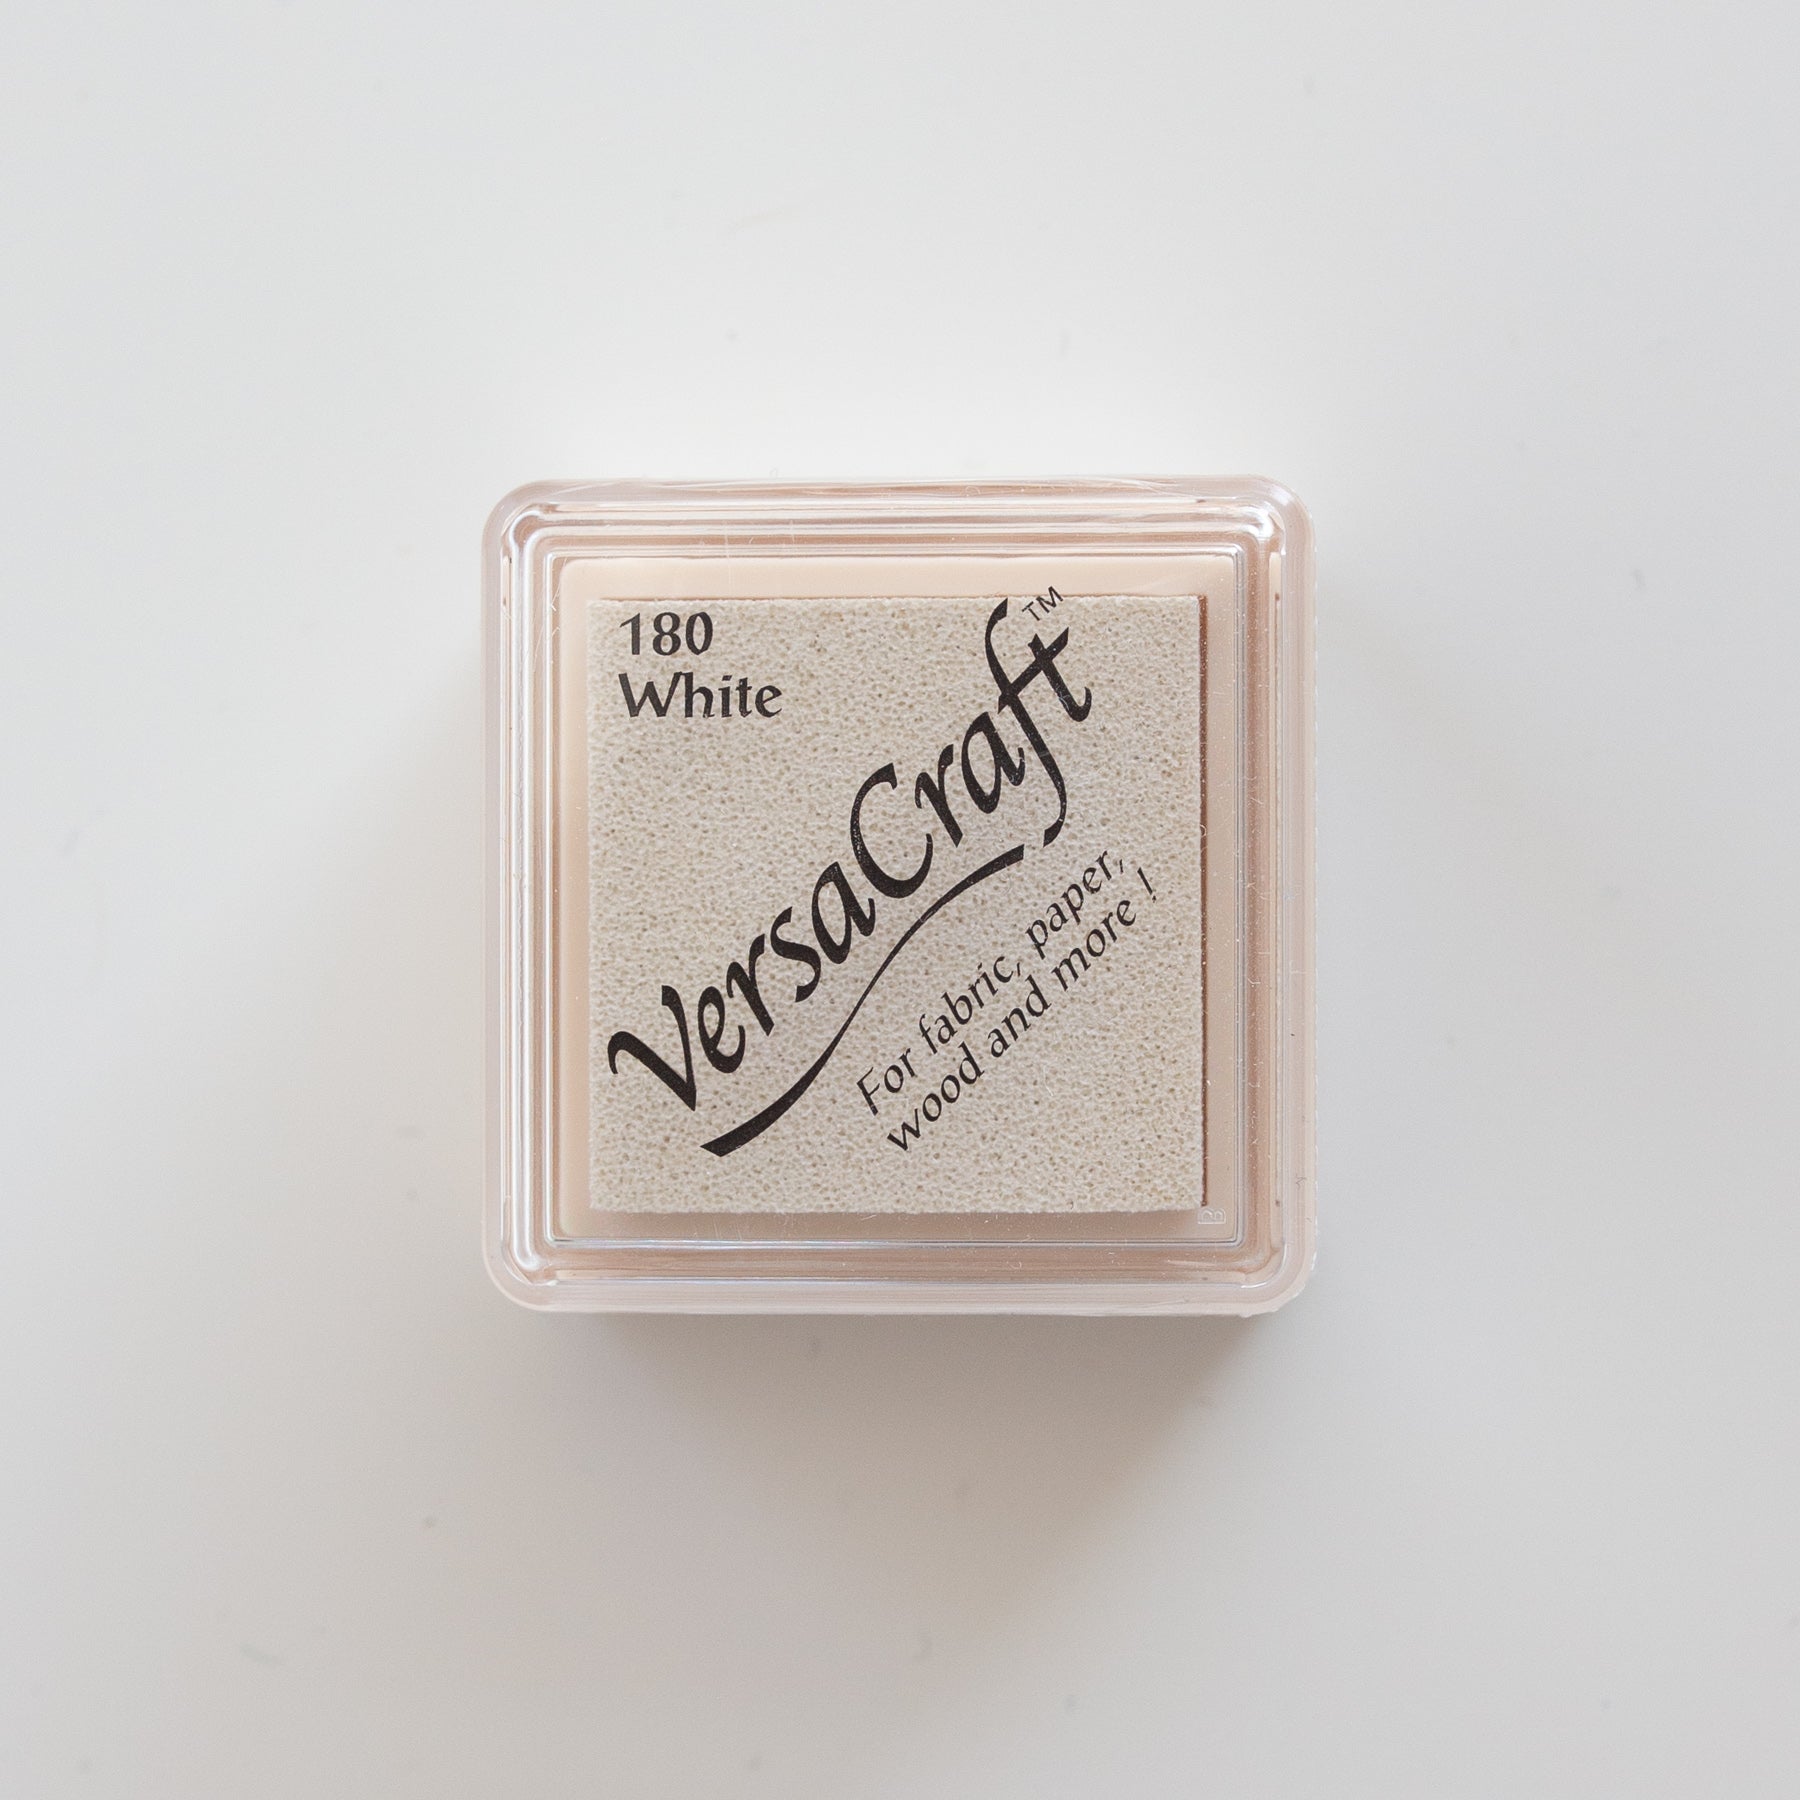 180
White
VersaCraft™
For fabric, paper,
wood and more !